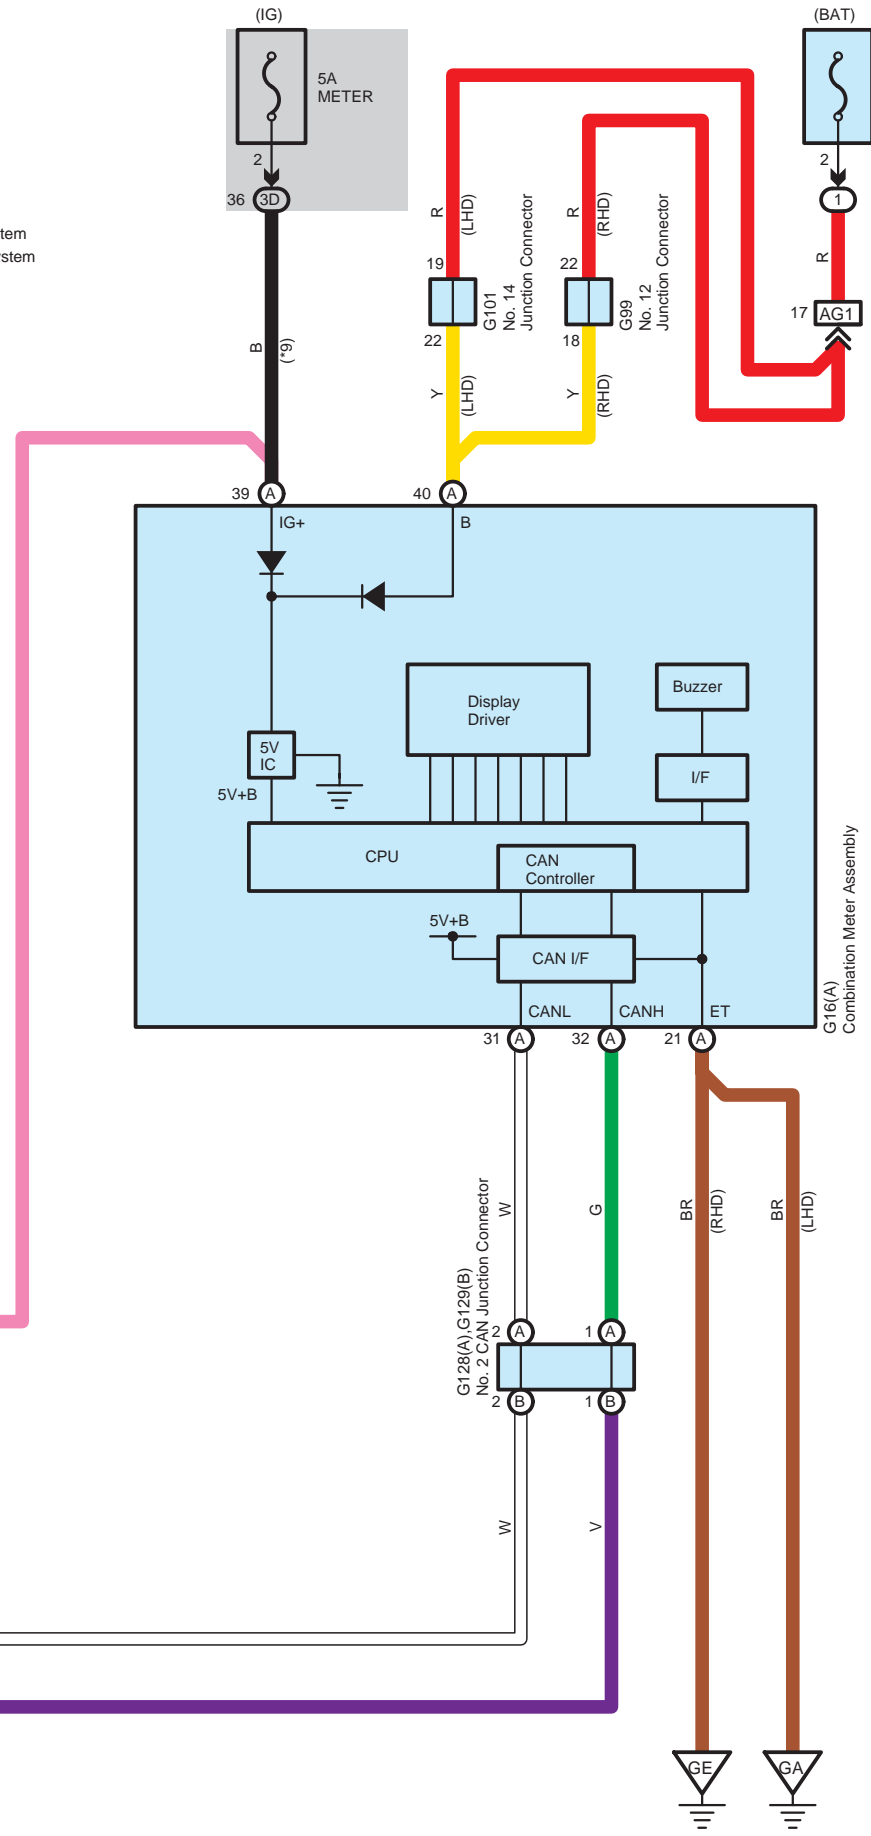 (IG)
(BAT)
5A
METER
2
2
36
3D
1
tem
ystem
R
(LHD)
R
(RHD)
R
19
22
G101
No. 14
Junction Connector
G99
No. 12
Junction Connector
17
AG1
22
18
B
(*9)
Y
(LHD)
Y
(RHD)
39
A
40
A
IG+
B
Display
Driver
Buzzer
5V
IC
I/F
5V+B
CPU
CAN
Controller
5V+B
CAN I/F
CANL
CANH
ET
G16(A)
Combination Meter Assembly
31
A
32
A
21
A
W
G
BR
(RHD)
BR
(LHD)
G128(A),G129(B)
No. 2 CAN Junction Connector
2
A
1
A
2
B
1
B
W
V
GE
GA